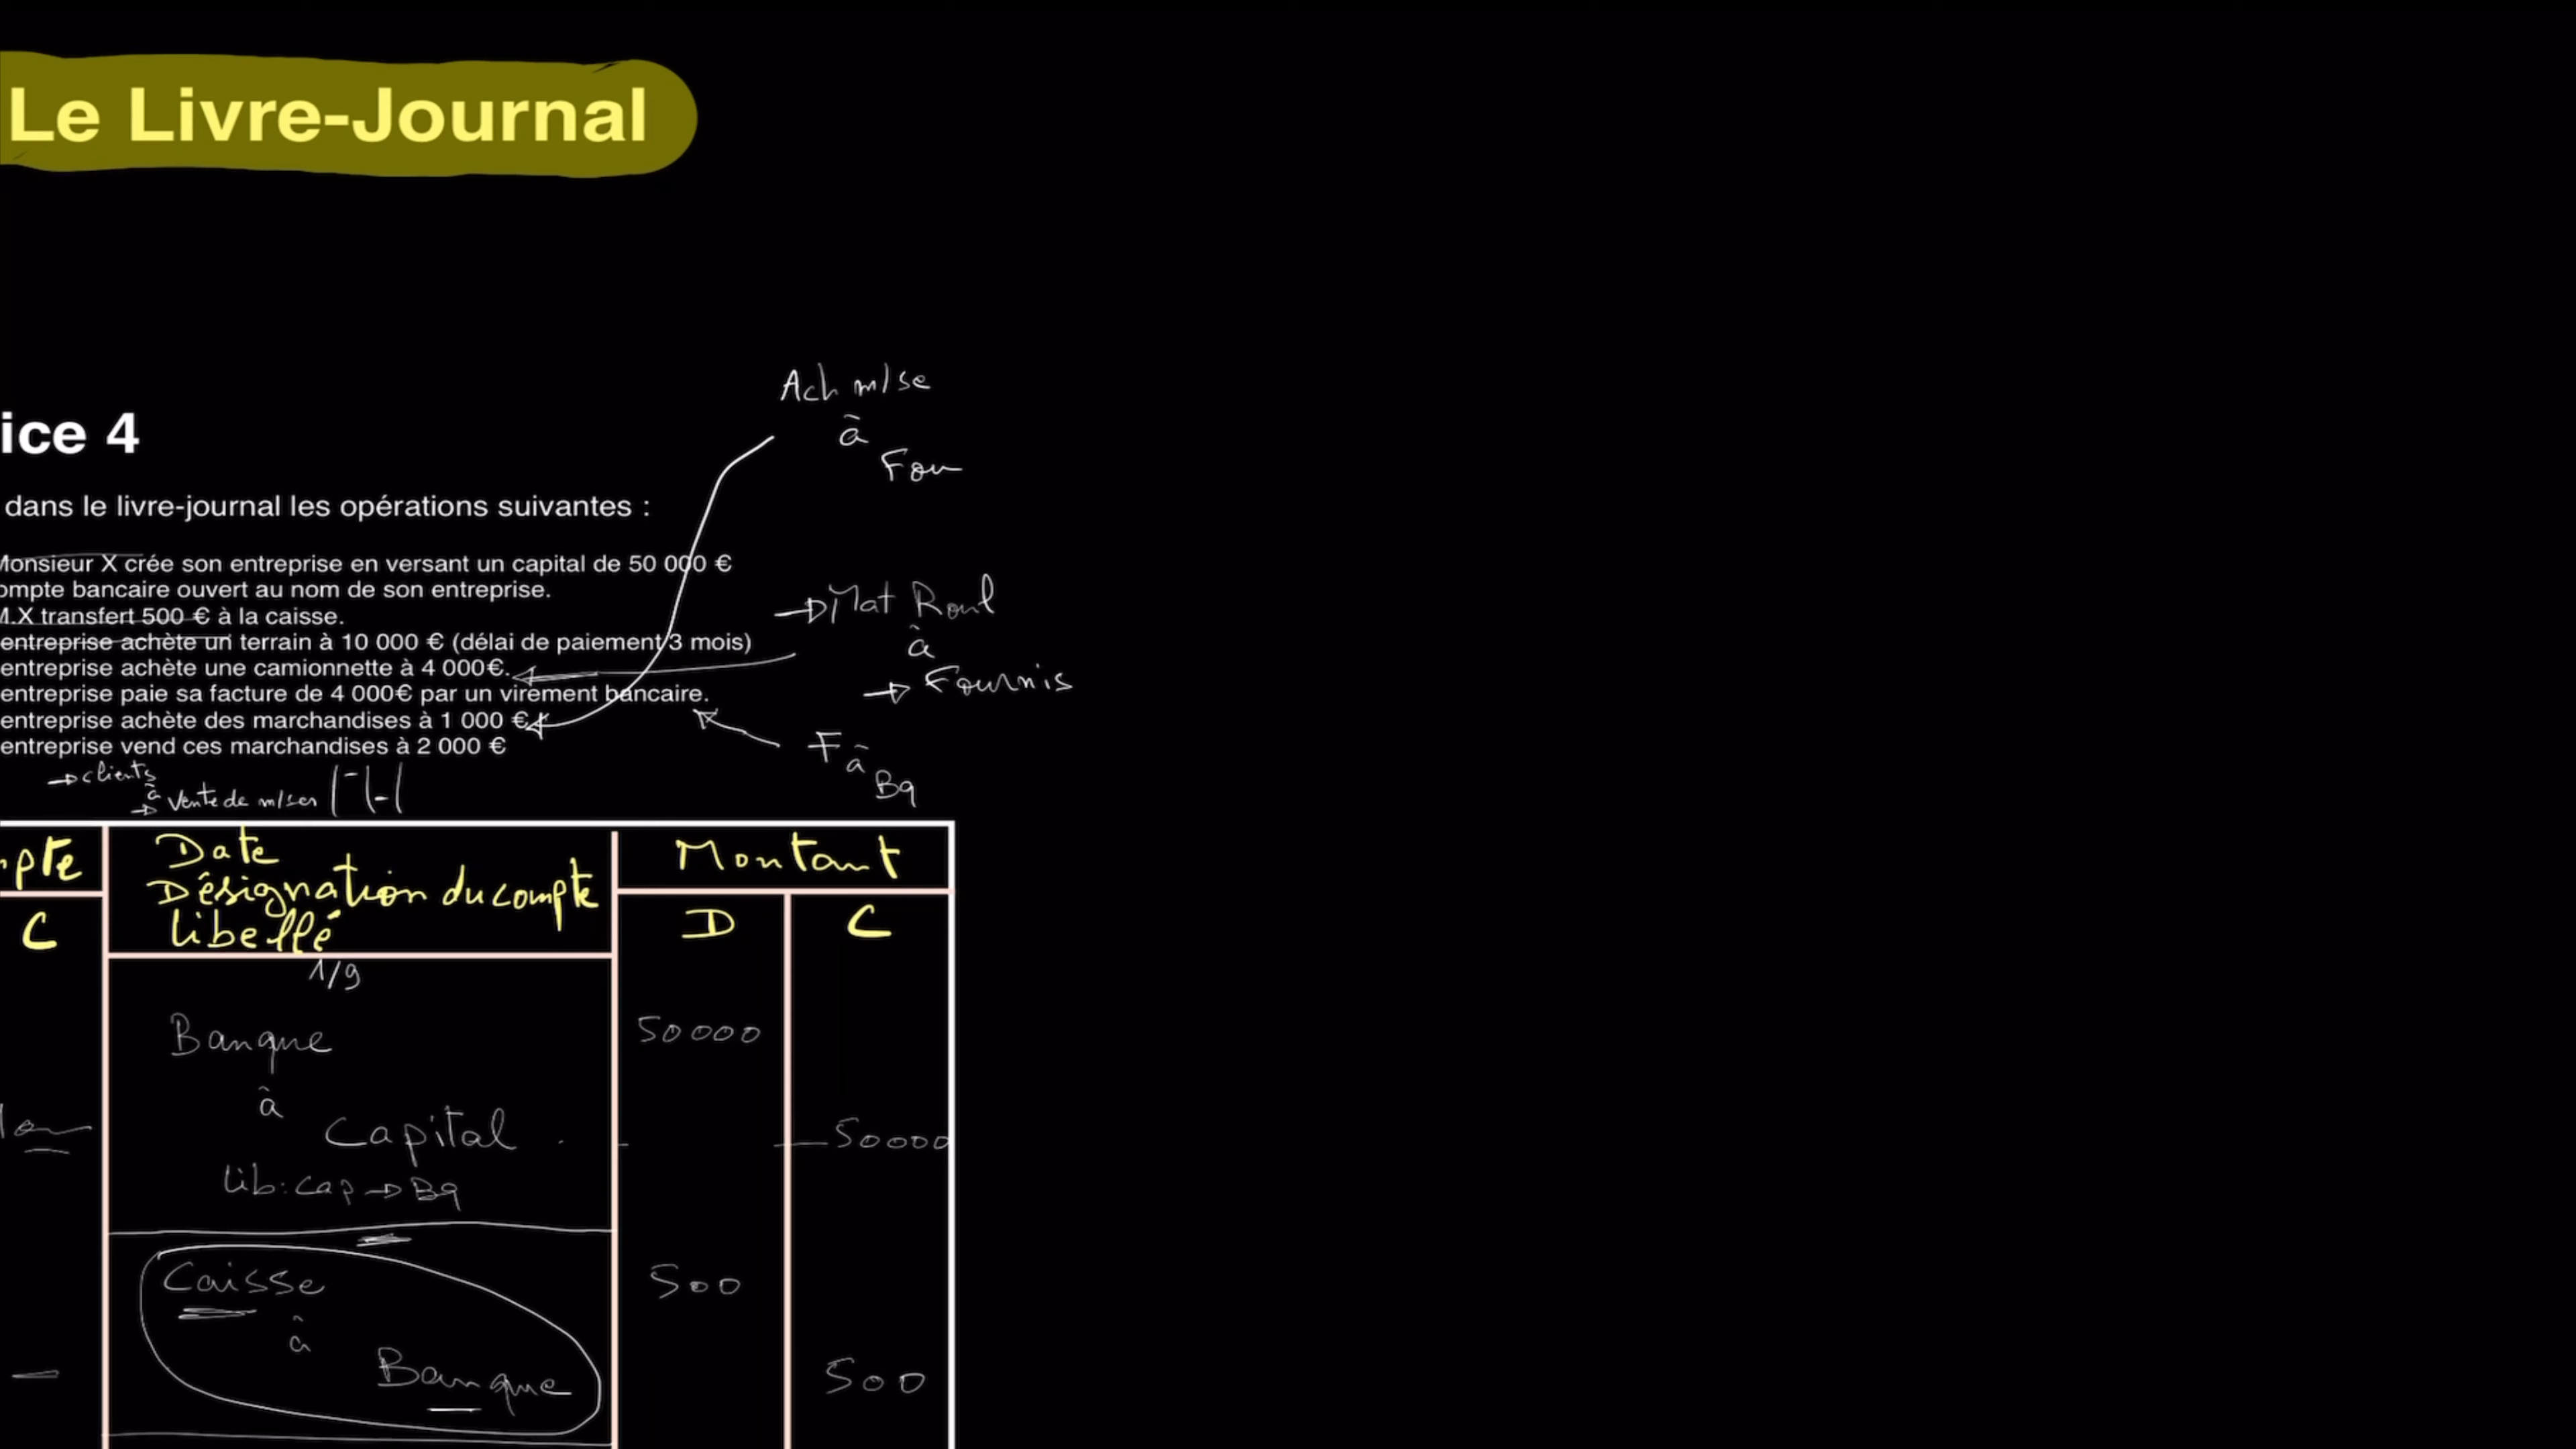 Le Livre-Journal
ice 4
dans le livre-journal les opérations suivantes :
Monsieur X crée son entreprise en versant un capital de 50 000 €
ompte bancaire ouvert au nom de son entreprise.
M.X transfert 500 € à la caisse.
entreprise achète un terrain à 10 000 € (délai de paiement 3 mois)
entreprise achète une camionnette à 4 000€.
entreprise paie sa facture de 4 000€ par un virement bancaire.
entreprise achète des marchandises à 1 000 €
entreprise vend ces marchandises à 2 000 €
Ach m/se
à
Four
Mat Roul
à
Fournis
F à
Bq
clients
à
Vente de m/ses
pte
Date
Désignation du compte
libellé
Montant
C
D
C
1/9
Banque
50000
à
Capital
50000
lib: cap → Bq
Caisse
500
à
Banque
500